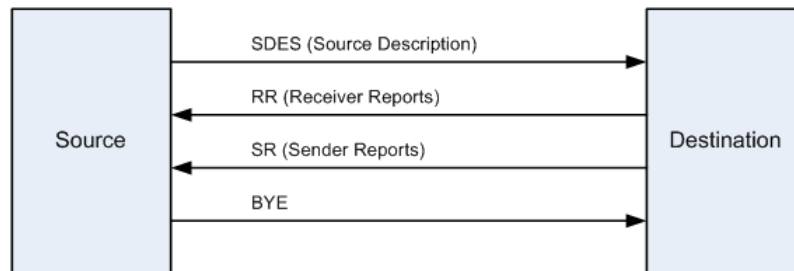 SDES (Source Description)
RR (Receiver Reports)
Source
Destination
SR (Sender Reports)
BYE